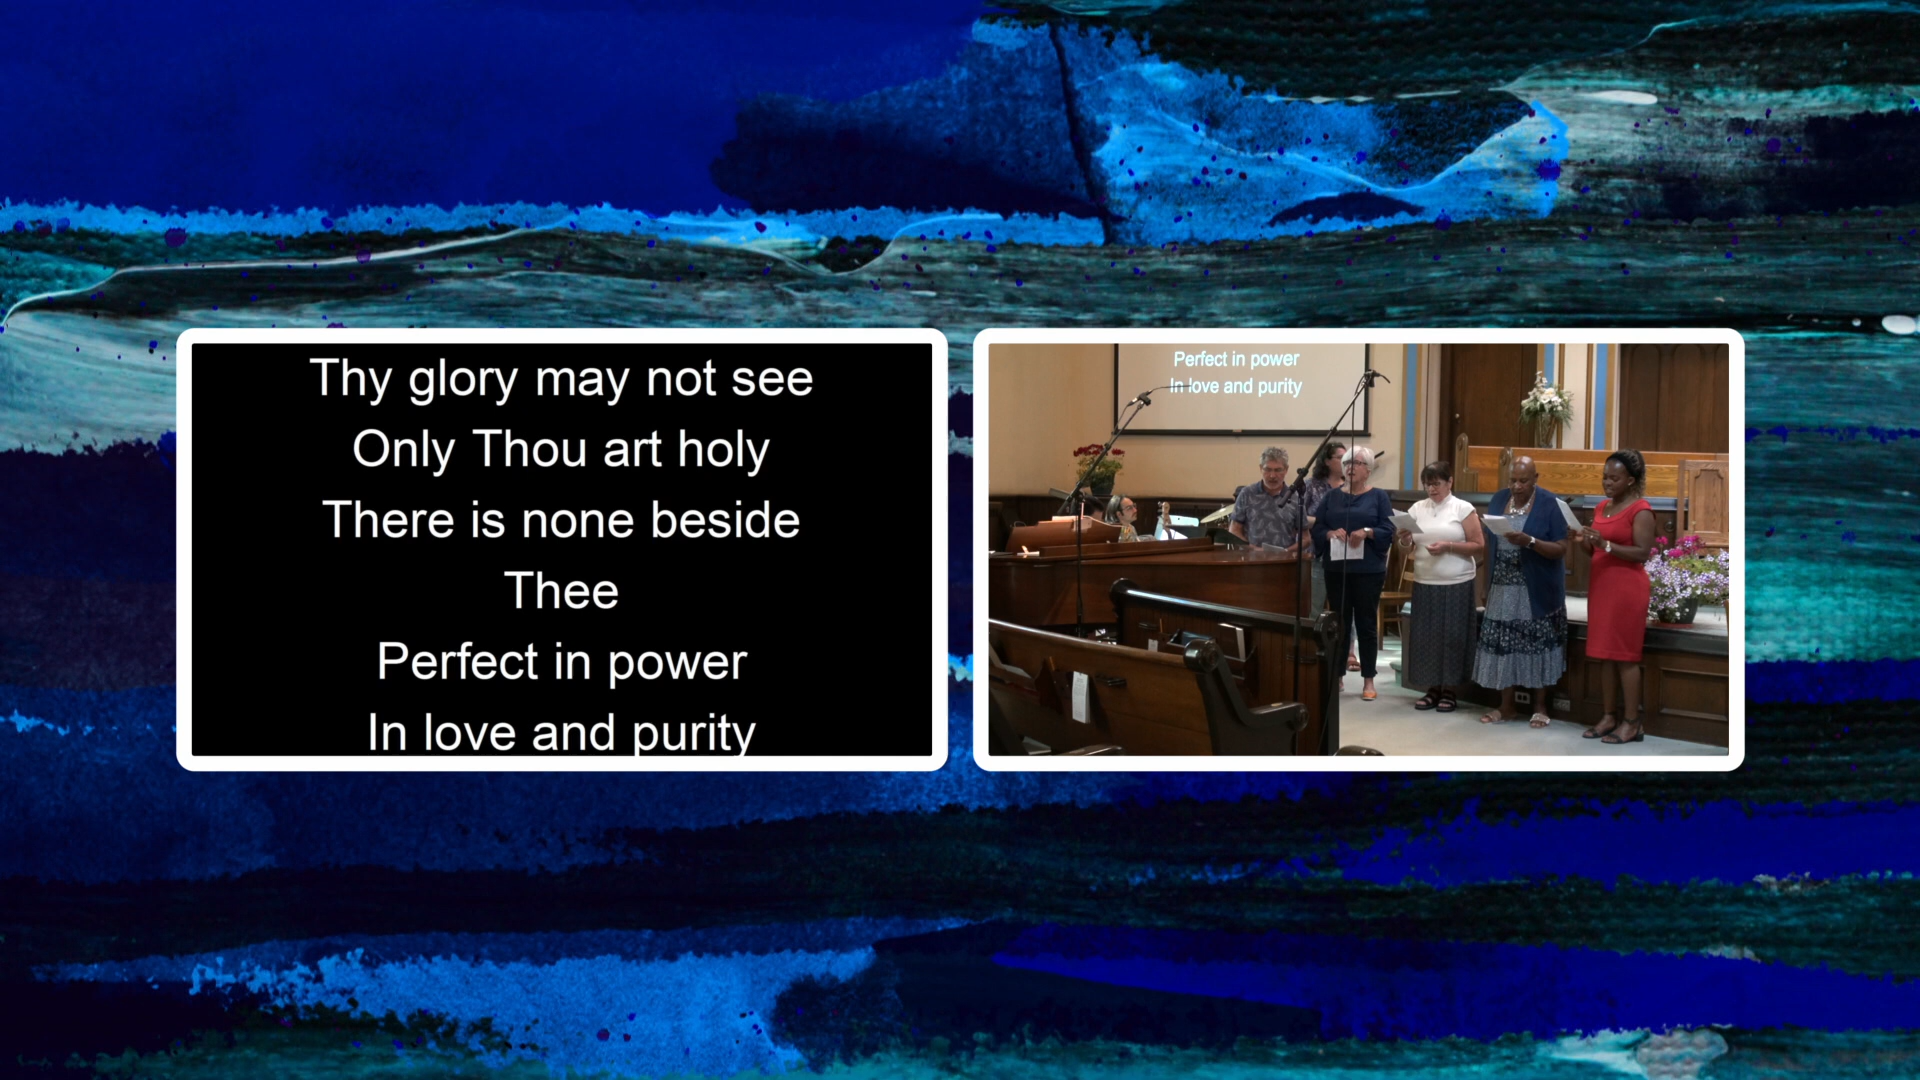 Thy glory may not see
Only Thou art holy
There is none beside
Thee
Perfect in power
In love and purity
Perfect in power
In love and purity